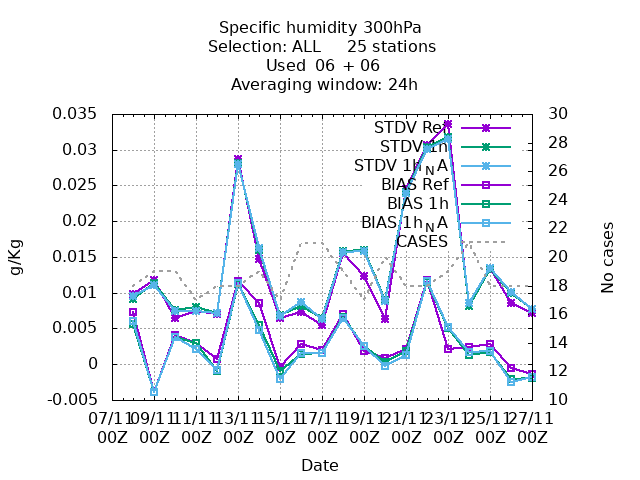 Specific humidity 300hPa
Selection: ALL 25 stations
Used 06 + 06
Averaging window: 24h
0.035
0.03
0.025
0.02
0.015
0.01
0.005
0
-0.005
g/Kg
30
28
26
24
22
20
18
16
14
12
10
No cases
STDV Ref
STDV 1h
STDV 1h_NA
BIAS Ref
BIAS 1h
BIAS 1h_NA
CASES
07/11 09/11 11/11 13/11 15/11 17/11 19/11 21/11 23/11 25/11 27/11
00Z 00Z 00Z 00Z 00Z 00Z 00Z 00Z 00Z 00Z 00Z
Date